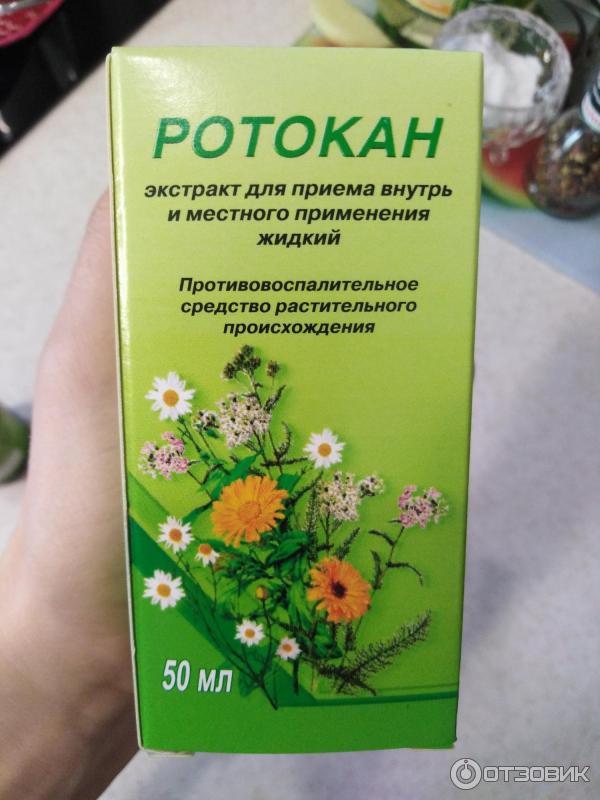 РОТОКАН
экстракт для приема внутрь
и местного применения
жидкий
Противовоспалительное
средство растительного
происхождения
50 мл
ОТЗОВИК